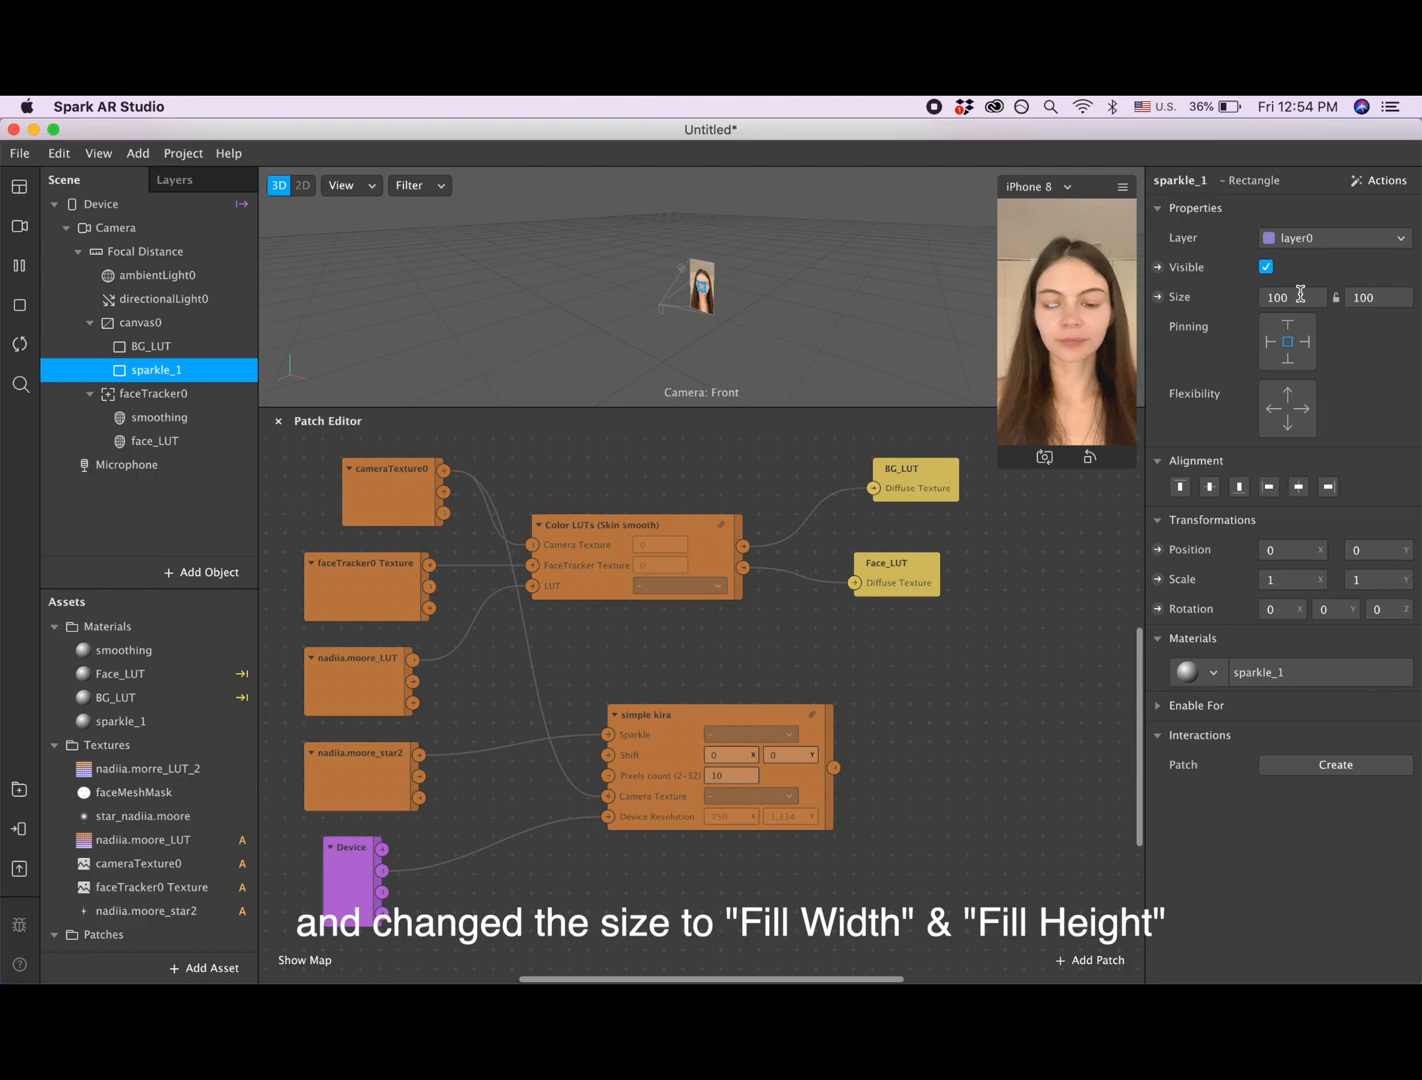 Spark AR Studio
U.S. 36% Fri 12:54 PM
Untitled*
File Edit View Add Project Help
Scene Layers
Device
Camera
Focal Distance
ambientLight0
directionalLight0
canvas0
BG_LUT
sparkle_1
faceTracker0
smoothing
face_LUT
Microphone
+ Add Object
Assets
Materials
smoothing
Face_LUT
BG_LUT
sparkle_1
Textures
nadiia.morre_LUT_2
faceMeshMask
star_nadiia.moore
nadiia.moore_LUT A
cameraTexture0 A
faceTracker0 Texture A
nadiia.moore_star2 A
Patches
+ Add Asset
3D 2D View Filter
Camera: Front
iPhone 8
× Patch Editor
cameraTexture0
faceTracker0 Texture
nadiia.moore_LUT
nadiia.moore_star2
Device
Color LUTs (Skin smooth)
Camera Texture 0
FaceTracker Texture 0
LUT -
BG_LUT
Diffuse Texture
Face_LUT
Diffuse Texture
simple kira
Sparkle -
Shift 0 X 0 Y
Pixels count (2-32) 10
Camera Texture -
Device Resolution 750 X 1,334 Y
and changed the size to "Fill Width" & "Fill Height"
Show Map
+ Add Patch
sparkle_1 - Rectangle Actions
Properties
Layer layer0
Visible
Size 100 100
Pinning
Flexibility
Alignment
Transformations
Position 0 X 0 Y
Scale 1 X 1 Y
Rotation 0 X 0 Y 0 Z
Materials
sparkle_1
Enable For
Interactions
Patch Create